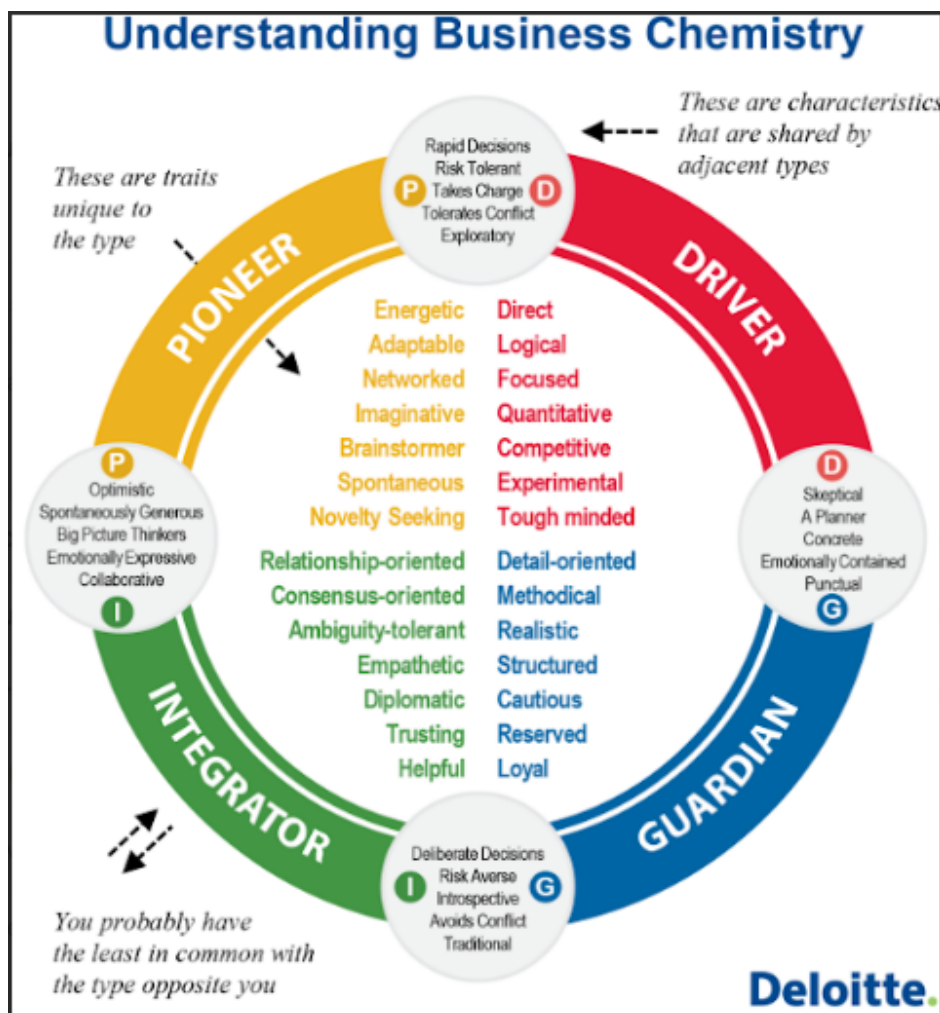 Understanding Business Chemistry
These are characteristics
that are shared by
adjacent types
These are traits
unique to
the type
Rapid Decisions
Risk Tolerant
P Takes Charge D
Tolerates Conflict
Exploratory
PIONEER
DRIVER
Energetic Direct
Adaptable Logical
Networked Focused
Imaginative Quantitative
Brainstormer Competitive
Spontaneous Experimental
Novelty Seeking Tough minded
P
Optimistic
Spontaneously Generous
Big Picture Thinkers
Emotionally Expressive
Collaborative
I
D
Skeptical
A Planner
Concrete
Emotionally Contained
Punctual
G
Relationship-oriented Detail-oriented
Consensus-oriented Methodical
Ambiguity-tolerant Realistic
Empathetic Structured
Diplomatic Cautious
Trusting Reserved
Helpful Loyal
INTEGRATOR
GUARDIAN
Deliberate Decisions
Risk Averse
I Introspective G
Avoids Conflict
Traditional
You probably have
the least in common with
the type opposite you
Deloitte.